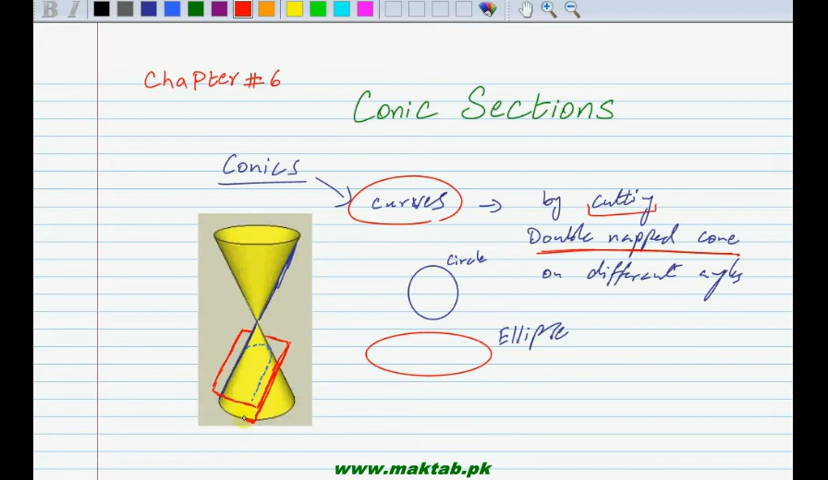 Chapter #6
Conic Sections
Conics
curves → by cutting
Double napped cone
on different angles
Circle
Ellipse
www.maktab.pk